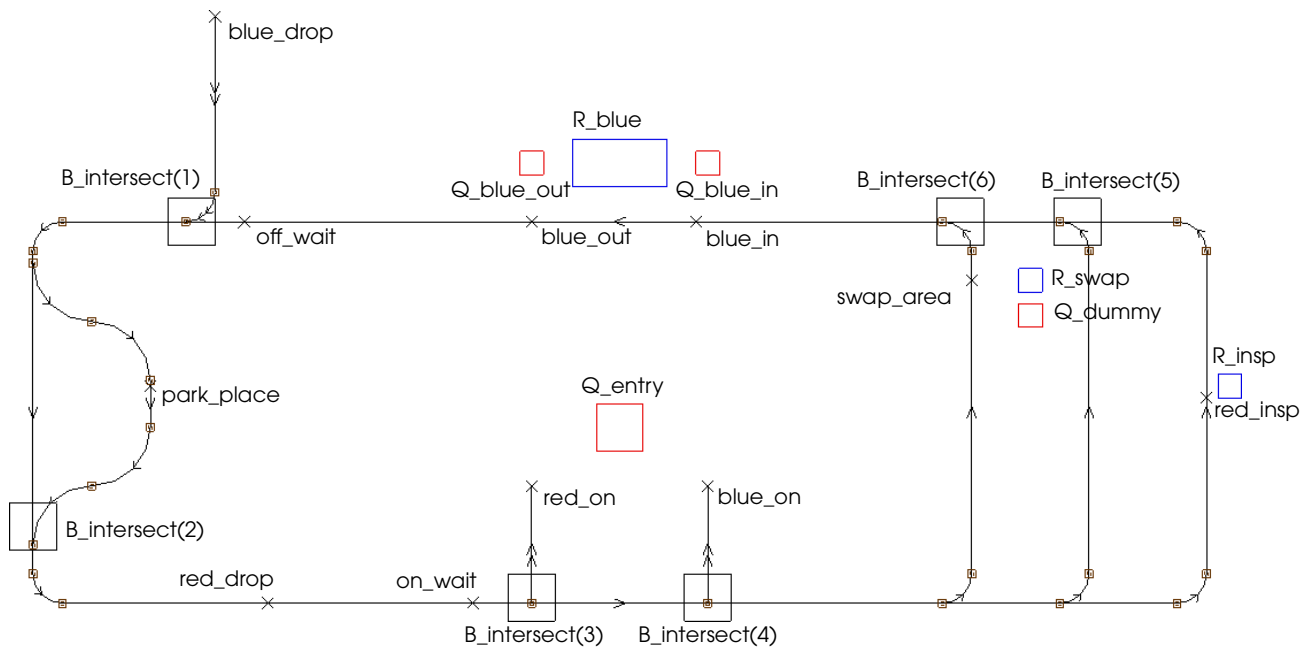 blue_drop
R_blue
B_intersect(1)
Q_blue_out
Q_blue_in
B_intersect(6)
B_intersect(5)
off_wait
blue_out
blue_in
swap_area
R_swap
Q_dummy
R_insp
red_insp
park_place
Q_entry
red_on
blue_on
B_intersect(2)
red_drop
on_wait
B_intersect(3)
B_intersect(4)